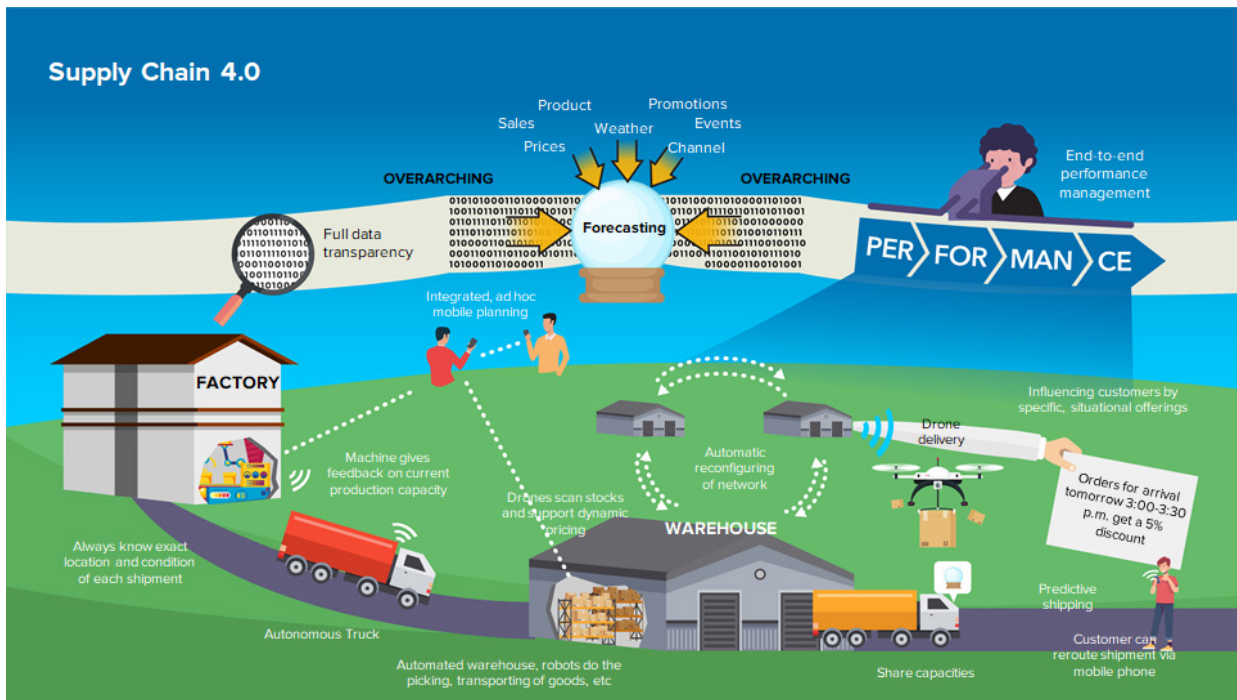 Supply Chain 4.0
Product
Promotions
Sales
Weather
Events
Prices
Channel
OVERARCHING
OVERARCHING
End-to-end
performance
management
Full data
transparency
Forecasting
PER FOR MAN CE
Integrated, ad hoc
mobile planning
FACTORY
Influencing customers by
specific, situational offerings
Drone
delivery
Machine gives
feedback on current
production capacity
Automatic
reconfiguring
of network
Drones scan stocks
and support dynamic
pricing
WAREHOUSE
Orders for arrival
tomorrow 3:00-3:30
p.m. get a 5%
discount
Always know exact
location and condition
of each shipment
Autonomous Truck
Predictive
shipping
Automated warehouse, robots do the
picking, transporting of goods, etc
Share capacities
Customer can
reroute shipment via
mobile phone